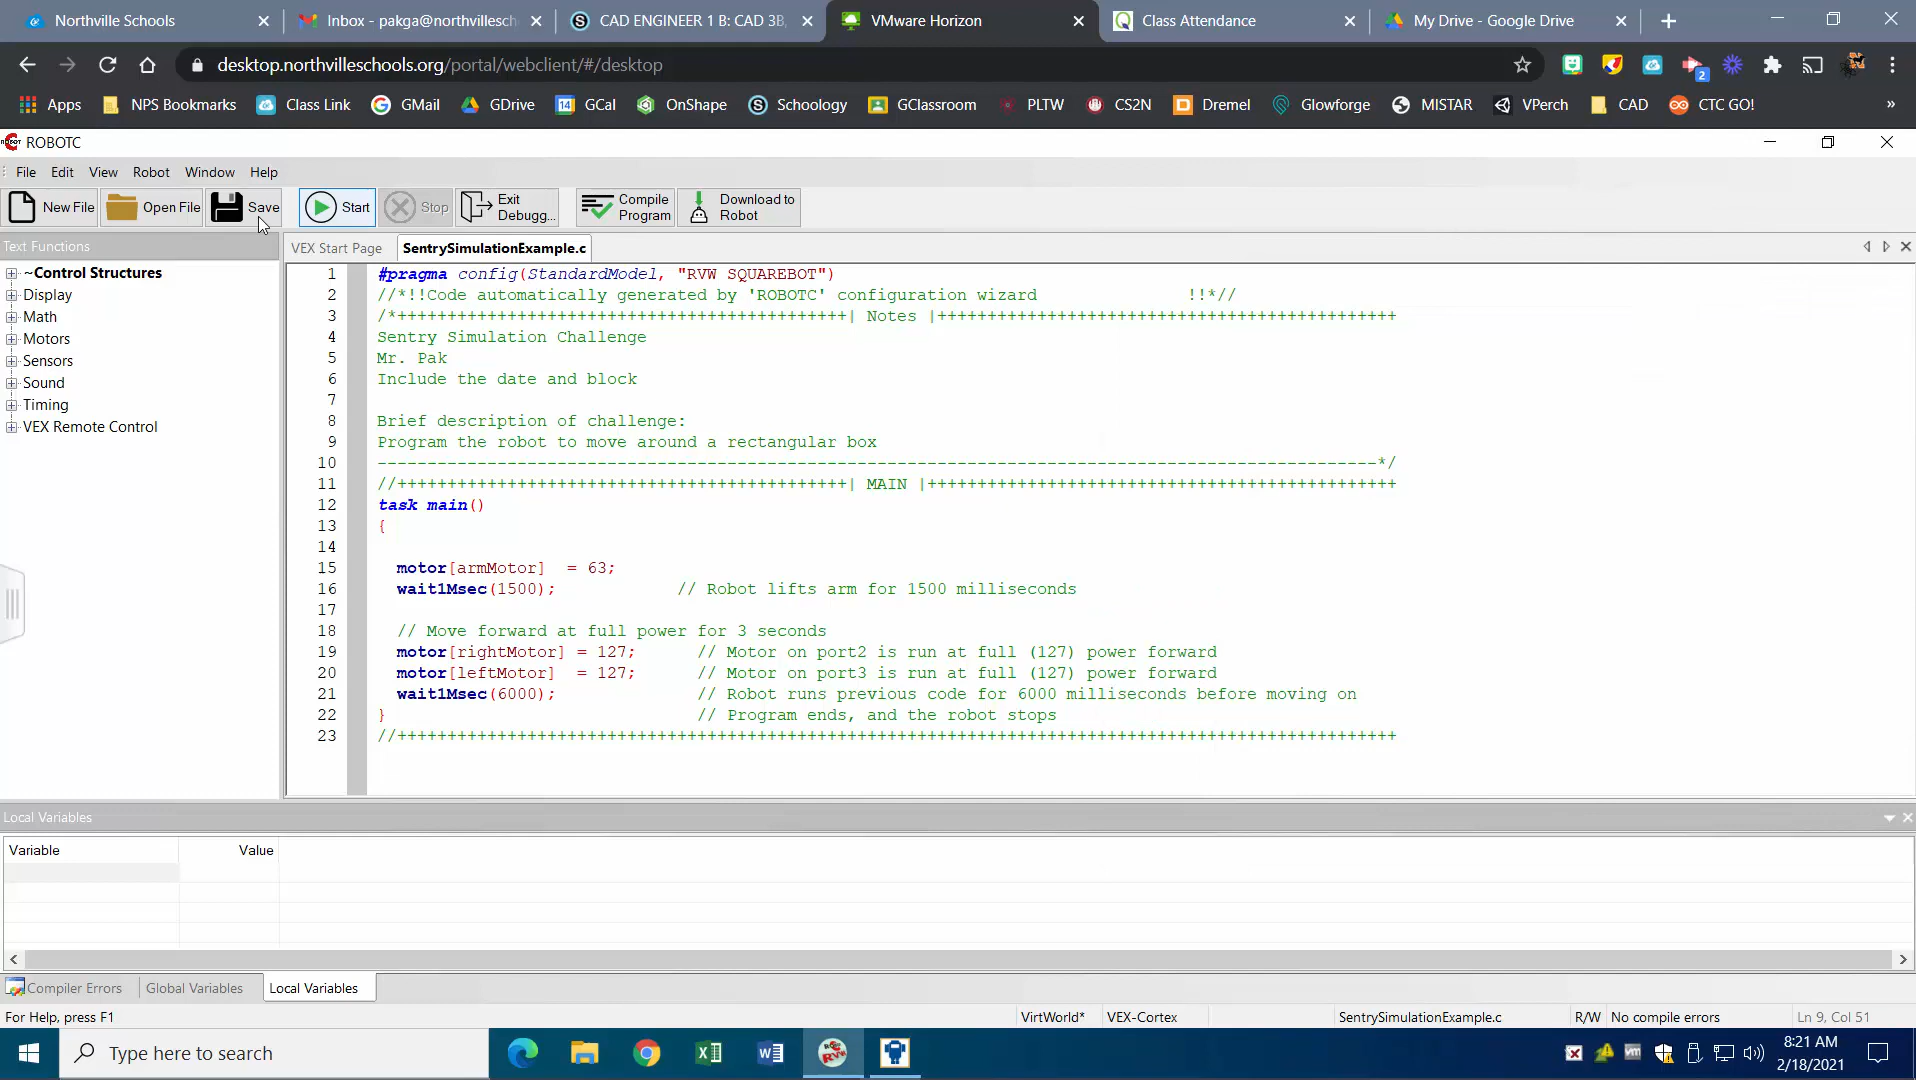 Northville Schools
Inbox - pakga@northvillesch
CAD ENGINEER 1 B: CAD 3B,
VMware Horizon
Class Attendance
My Drive - Google Drive
desktop.northvilleschools.org/portal/webclient/#/desktop
2
Apps
NPS Bookmarks
Class Link
GMail
GDrive
14
GCal
OnShape
Schoology
GClassroom
PLTW
CS2N
Dremel
Glowforge
MISTAR
VPerch
CAD
CTC GO!
»
ROBOTC
File Edit View Robot Window Help
New File
Open File
Save
Start
Stop
Exit
Debugg...
Compile
Program
Download to
Robot
Text Functions
VEX Start Page
SentrySimulationExample.c
~Control Structures
Display
Math
Motors
Sensors
Sound
Timing
VEX Remote Control
1 #pragma config(StandardModel, "RVW SQUAREBOT")
2 //*!!Code automatically generated by 'ROBOTC' configuration wizard !!*//
3 /*+++++++++++++++++++++++++++++++++++++++++++++| Notes |+++++++++++++++++++++++++++++++++++++++++++++++
4 Sentry Simulation Challenge
5 Mr. Pak
6 Include the date and block
7
8 Brief description of challenge:
9 Program the robot to move around a rectangular box
10 ----------------------------------------------------------------------------------------------------*/
11 //+++++++++++++++++++++++++++++++++++++++++++++| MAIN |+++++++++++++++++++++++++++++++++++++++++++++++
12 task main()
13 {
14
15 motor[armMotor] = 63;
16 wait1Msec(1500); // Robot lifts arm for 1500 milliseconds
17
18 // Move forward at full power for 3 seconds
19 motor[rightMotor] = 127; // Motor on port2 is run at full (127) power forward
20 motor[leftMotor] = 127; // Motor on port3 is run at full (127) power forward
21 wait1Msec(6000); // Robot runs previous code for 6000 milliseconds before moving on
22 } // Program ends, and the robot stops
23 //++++++++++++++++++++++++++++++++++++++++++++++++++++++++++++++++++++++++++++++++++++++++++++++++++++
Local Variables
Variable Value
Compiler Errors
Global Variables
Local Variables
For Help, press F1
VirtWorld*
VEX-Cortex
SentrySimulationExample.c
R/W
No compile errors
Ln 9, Col 51
Type here to search
8:21 AM
2/18/2021